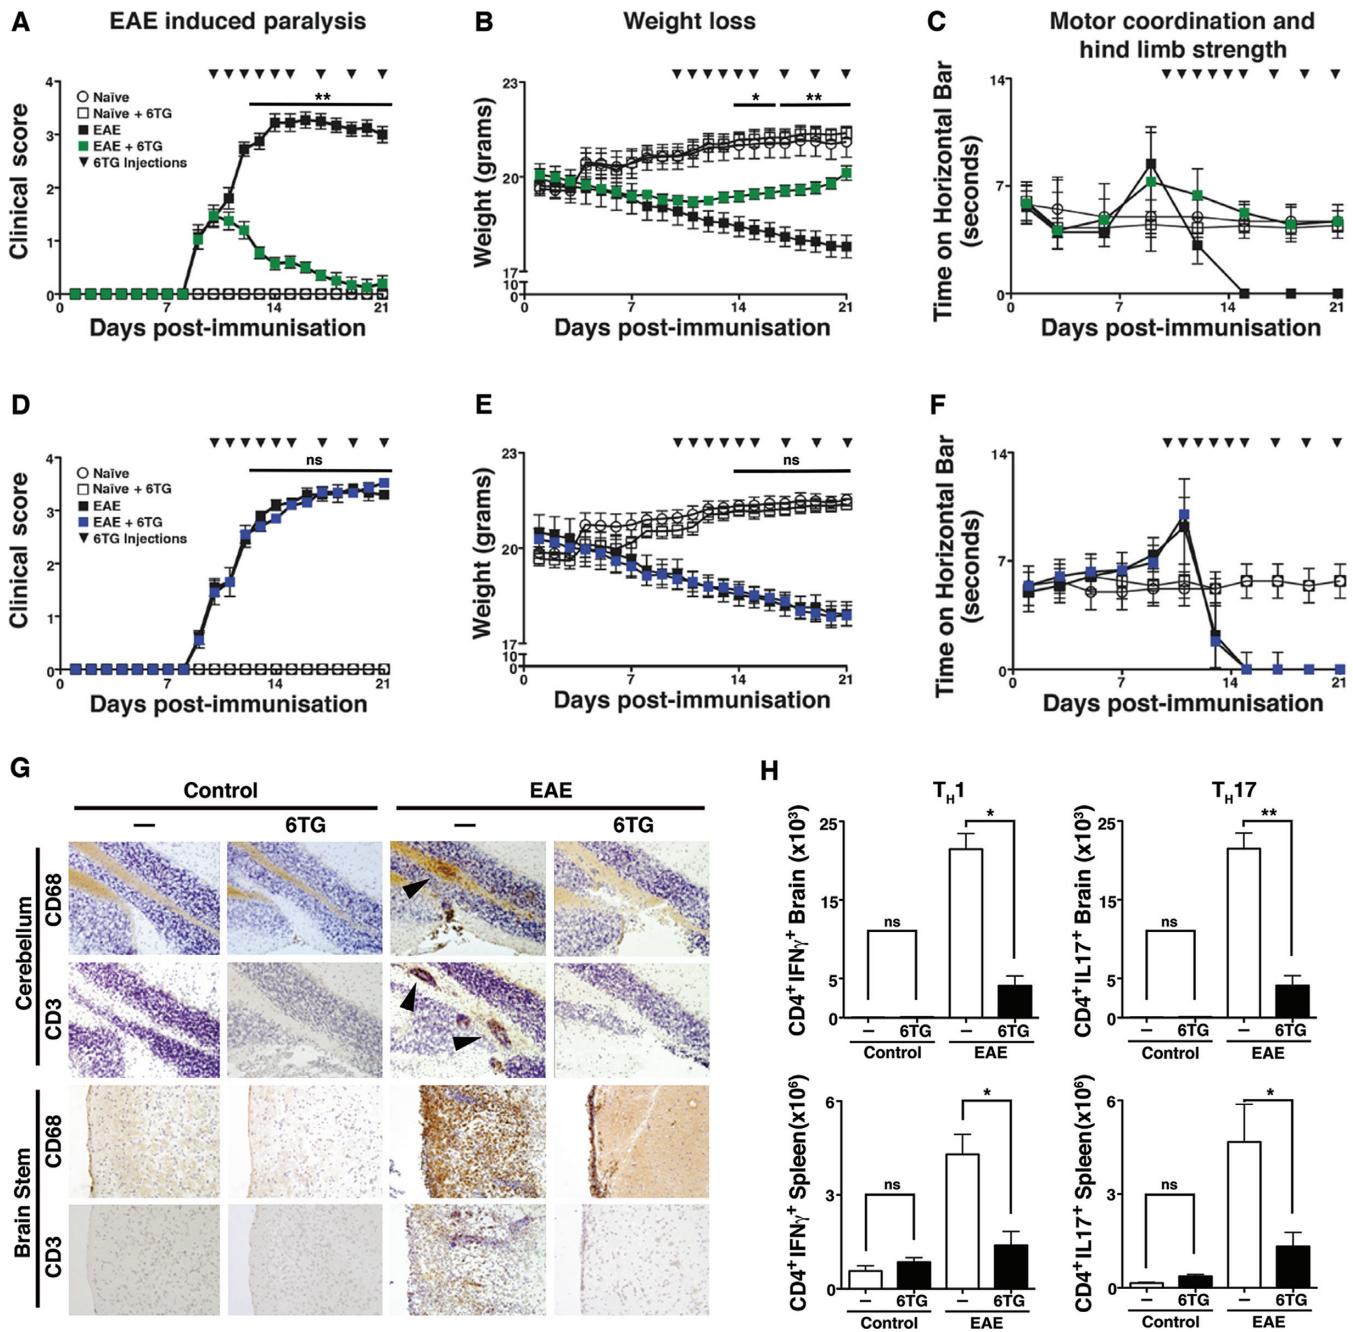 A
EAE induced paralysis
B
Weight loss
C
Motor coordination and
hind limb strength
4
3
2
1
0
Clinical score
**
Naïve
Naïve + 6TG
EAE
EAE + 6TG
6TG Injections
0
7
14
21
Days post-immunisation
23
20
17
10
0
Weight (grams)
*
**
0
7
14
21
Days post-immunisation
14
7
0
Time on Horizontal Bar
(seconds)
0
7
14
21
Days post-immunisation
D
4
3
2
1
0
Clinical score
ns
Naïve
Naïve + 6TG
EAE
EAE + 6TG
6TG Injections
0
7
14
21
Days post-immunisation
E
23
20
17
10
0
Weight (grams)
ns
0
7
14
21
Days post-immunisation
F
14
7
0
Time on Horizontal Bar
(seconds)
0
7
14
21
Days post-immunisation
G
Control
EAE
—
6TG
—
6TG
Cerebellum
CD68
CD3
Brain Stem
CD68
CD3
H
TH1
CD4+IFNγ+ Brain (x10³)
25
15
5
0
ns
*
–
6TG
–
6TG
Control
EAE
TH17
CD4+IL17+ Brain (x10³)
25
15
5
0
ns
**
–
6TG
–
6TG
Control
EAE
CD4+IFNγ+ Spleen(x10⁶)
6
3
0
ns
*
–
6TG
–
6TG
Control
EAE
CD4+IL17+ Spleen(x10⁶)
6
3
0
ns
*
–
6TG
–
6TG
Control
EAE